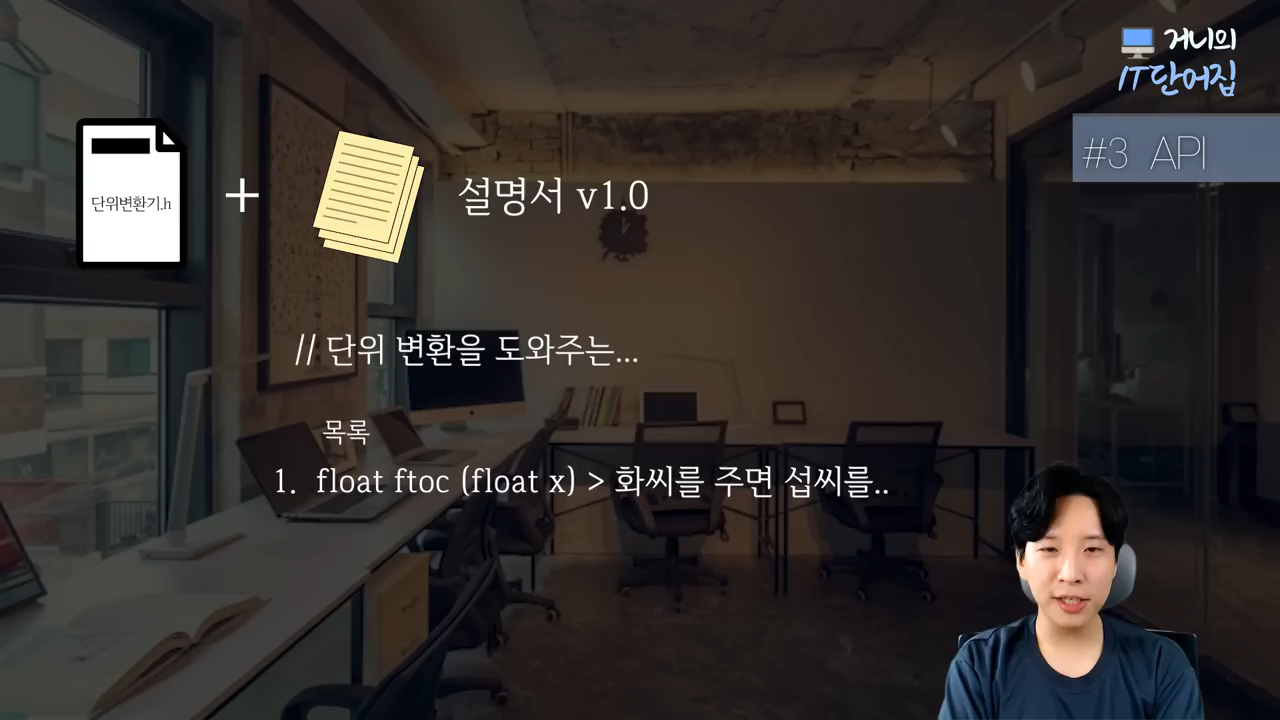 거니의
IT단어집
#3 API
단위변환기.h
+
설명서 v1.0
// 단위 변환을 도와주는...
목록
1. float ftoc (float x) > 화씨를 주면 섭씨를..